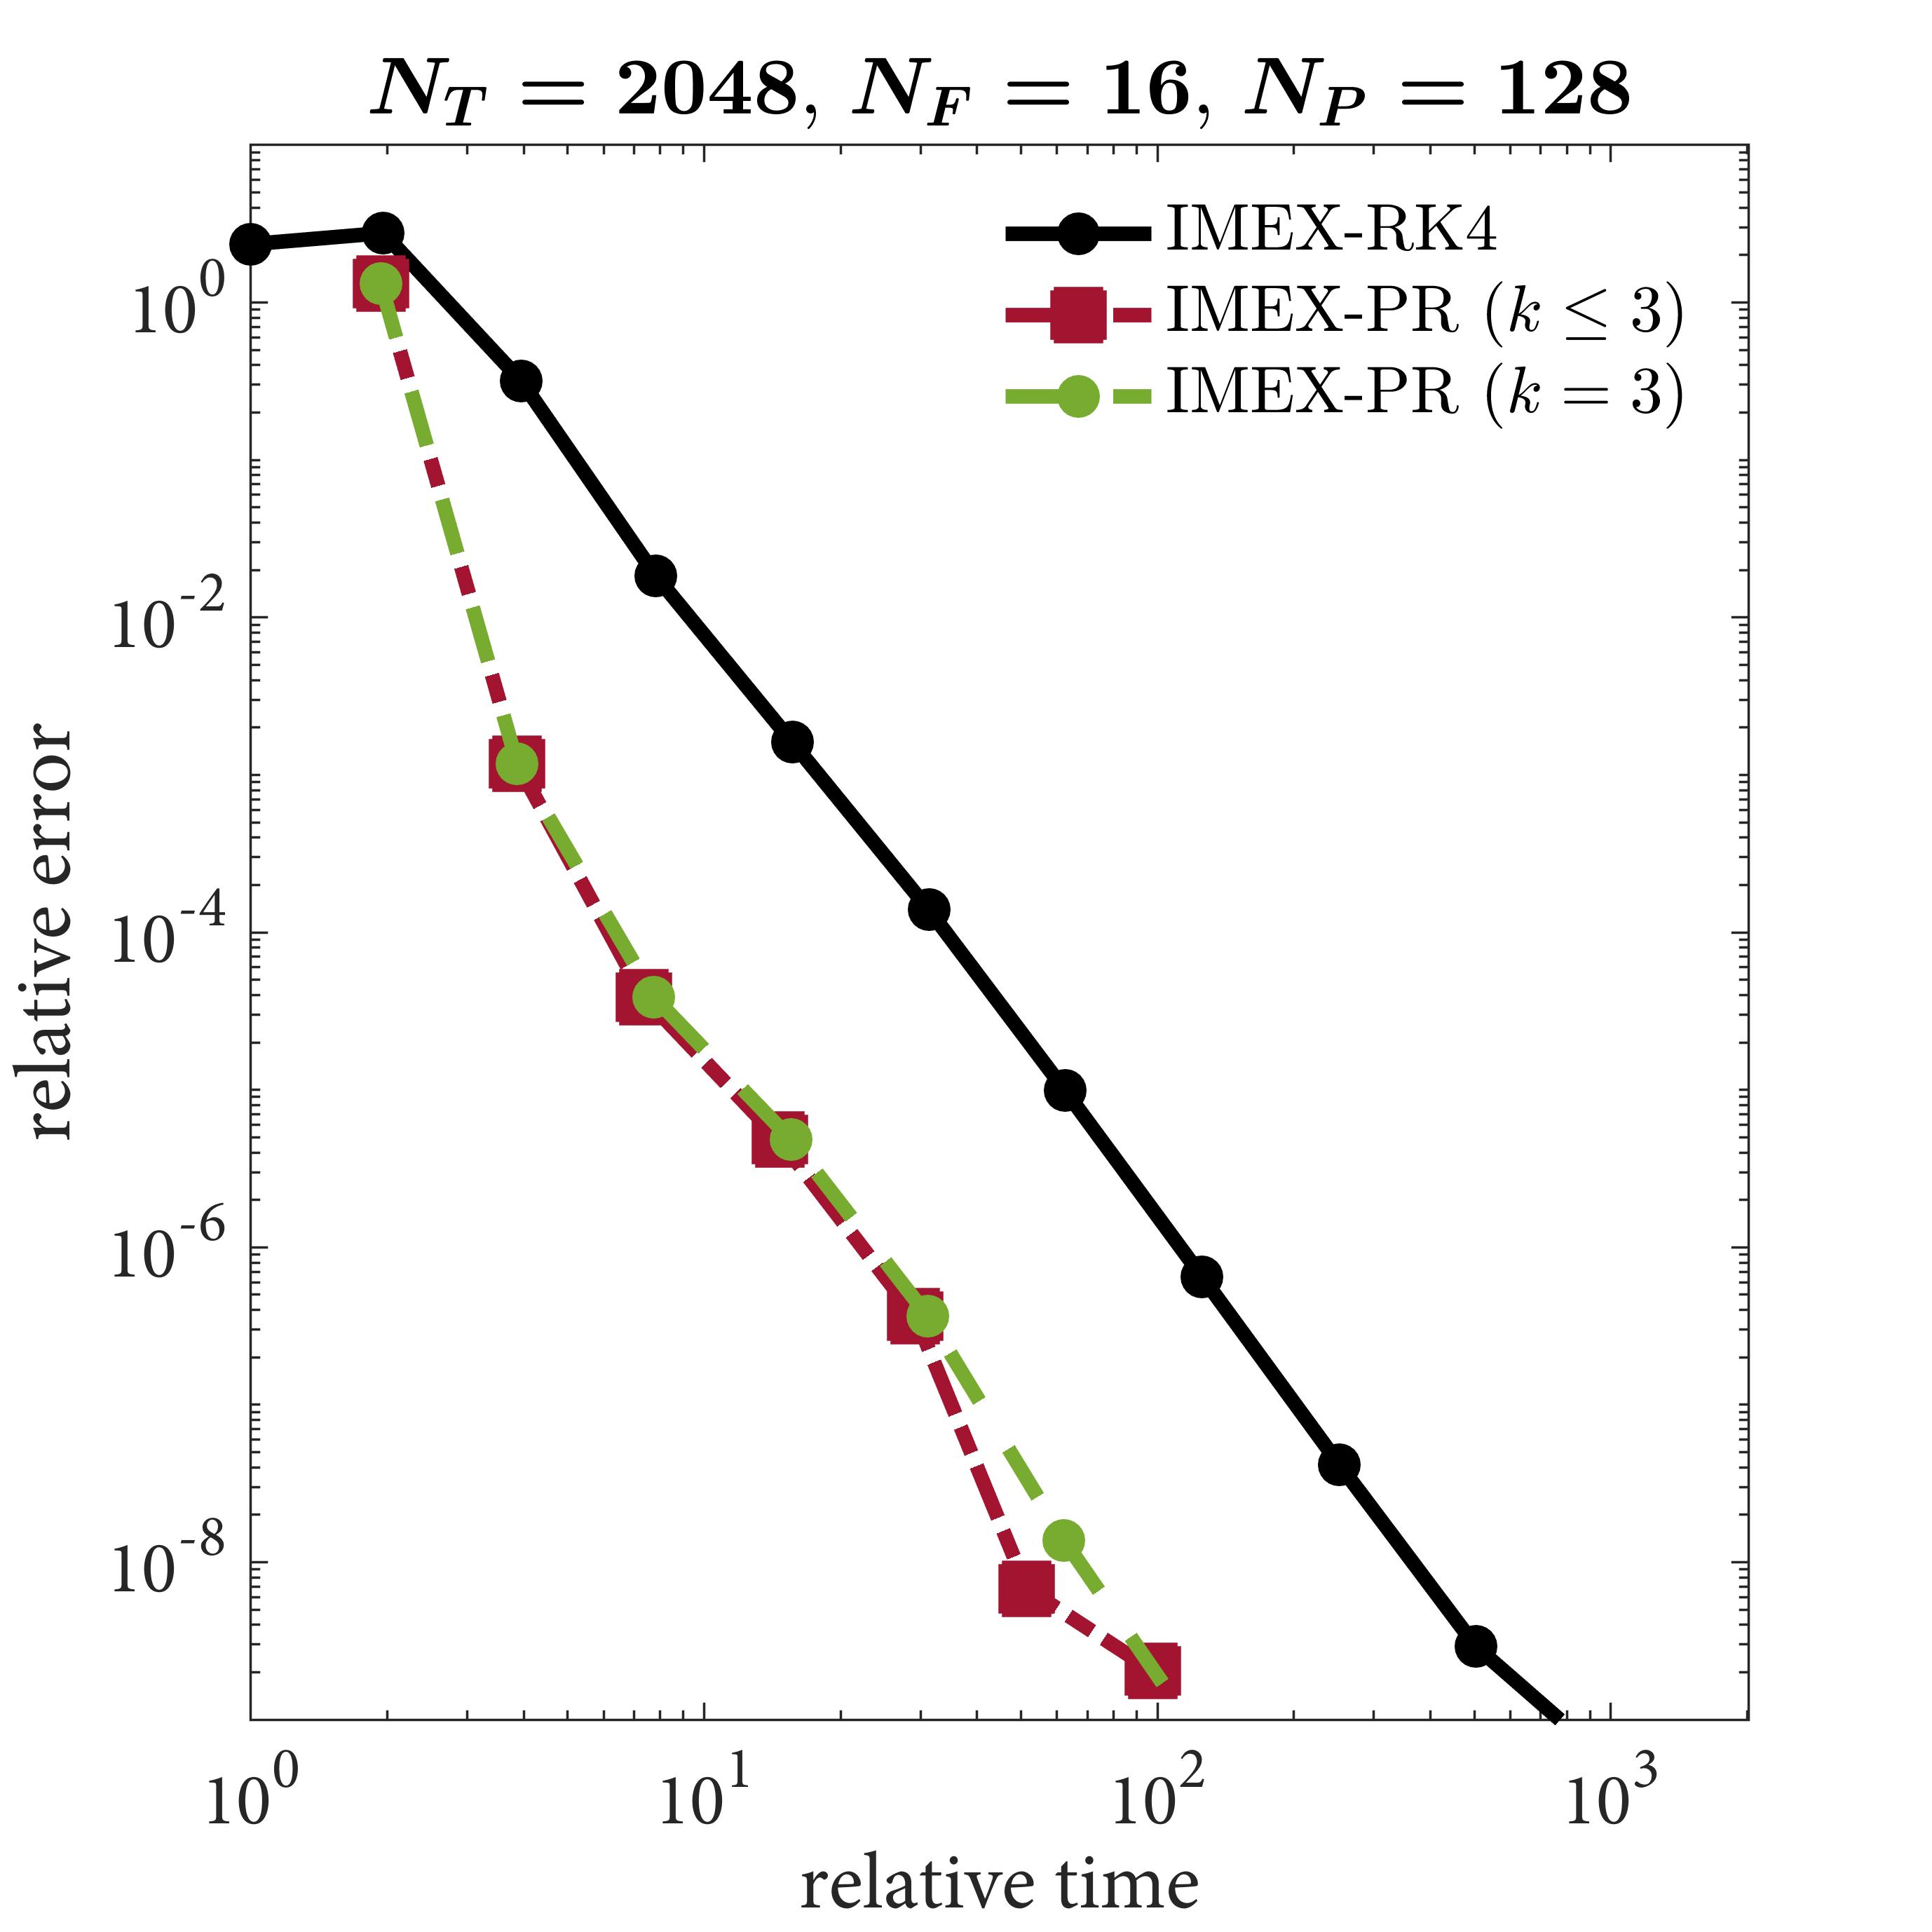 N_T = 2048, N_F = 16, N_P = 128
IMEX-RK4
IMEX-PR (k ≤ 3)
IMEX-PR (k = 3)
10^0
10^-2
10^-4
10^-6
10^-8
relative error
10^0 10^1 10^2 10^3
relative time